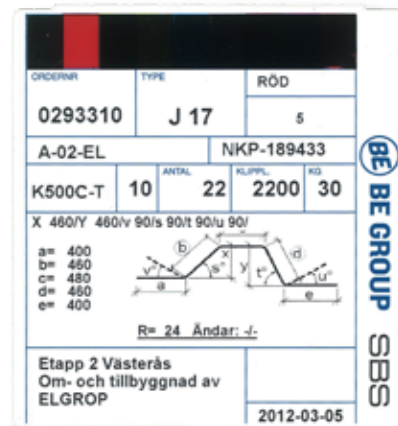 ORDERNR TYPE RÖD
0293310 J 17 5
A-02-EL NKP-189433
ANTAL KLIPPL. KG
K500C-T 10 22 2200 30
X 460/Y 460/v 90/s 90/t 90/u 90/
a= 400
b= 460
c= 480
d= 460
e= 400
b d
v° s° x y t° u°
a e
R= 24 Ändar: -/-
Etapp 2 Västerås
Om- och tillbyggnad av
ELGROP
2012-03-05
BE BE GROUP SBS